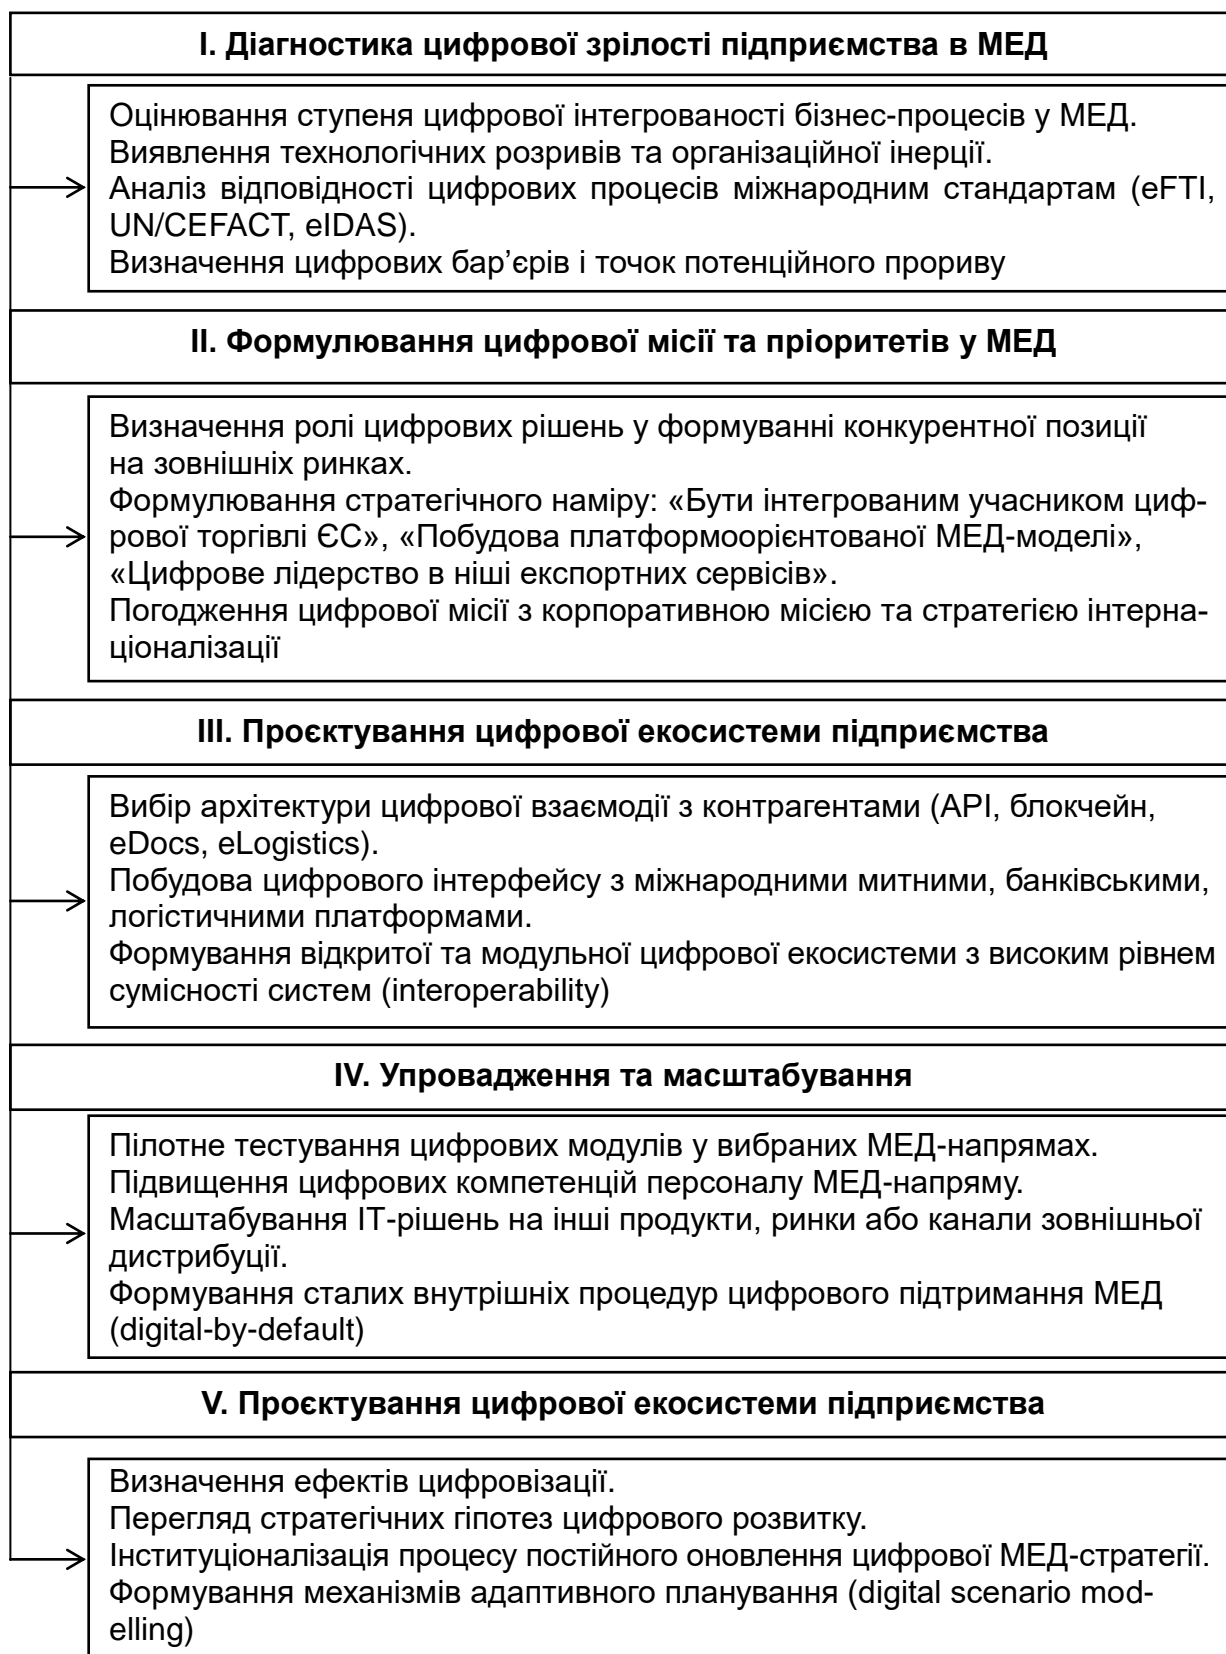 І. Діагностика цифрової зрілості підприємства в МЕД
Оцінювання ступеня цифрової інтегрованості бізнес-процесів у МЕД.
Виявлення технологічних розривів та організаційної інерції.
Аналіз відповідності цифрових процесів міжнародним стандартам (eFTI,
UN/CEFACT, eIDAS).
Визначення цифрових бар’єрів і точок потенційного прориву
ІІ. Формулювання цифрової місії та пріоритетів у МЕД
Визначення ролі цифрових рішень у формуванні конкурентної позиції
на зовнішніх ринках.
Формулювання стратегічного наміру: «Бути інтегрованим учасником циф-
рової торгівлі ЄС», «Побудова платформоорієнтованої МЕД-моделі»,
«Цифрове лідерство в ніші експортних сервісів».
Погодження цифрової місії з корпоративною місією та стратегією інтерна-
ціоналізації
ІІІ. Проєктування цифрової екосистеми підприємства
Вибір архітектури цифрової взаємодії з контрагентами (API, блокчейн,
eDocs, eLogistics).
Побудова цифрового інтерфейсу з міжнародними митними, банківськими,
логістичними платформами.
Формування відкритої та модульної цифрової екосистеми з високим рівнем
сумісності систем (interoperability)
IV. Упровадження та масштабування
Пілотне тестування цифрових модулів у вибраних МЕД-напрямах.
Підвищення цифрових компетенцій персоналу МЕД-напряму.
Масштабування ІТ-рішень на інші продукти, ринки або канали зовнішньої
дистрибуції.
Формування сталих внутрішніх процедур цифрового підтримання МЕД
(digital-by-default)
V. Проєктування цифрової екосистеми підприємства
Визначення ефектів цифровізації.
Перегляд стратегічних гіпотез цифрового розвитку.
Інституціоналізація процесу постійного оновлення цифрової МЕД-стратегії.
Формування механізмів адаптивного планування (digital scenario mod-
elling)